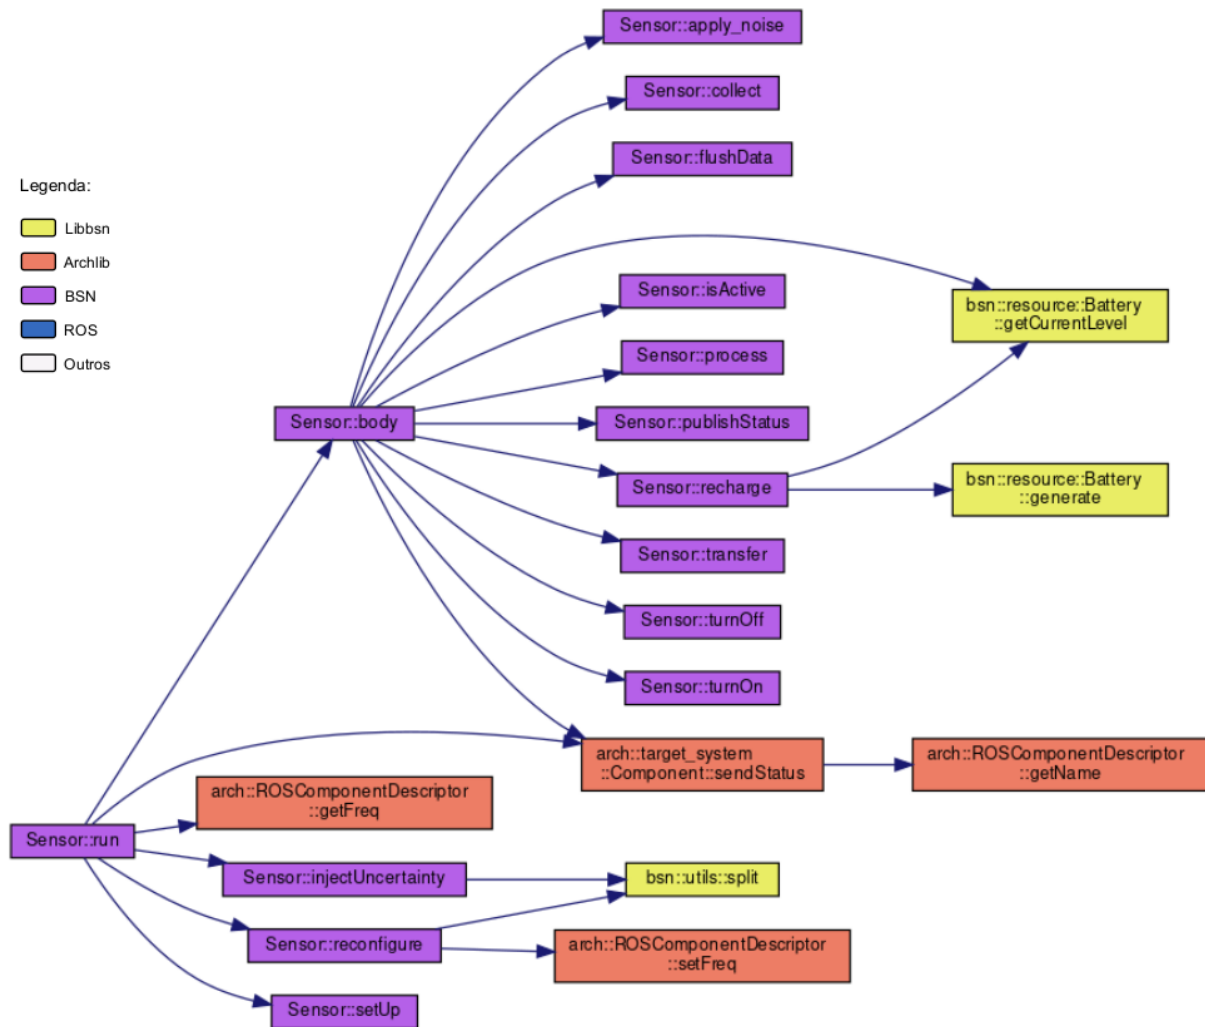 Sensor::apply_noise
Sensor::collect
Sensor::flushData
Legenda:
Libbsn
Archlib
BSN
ROS
Outros
Sensor::isActive
bsn::resource::Battery
::getCurrentLevel
Sensor::process
Sensor::body
Sensor::publishStatus
Sensor::recharge
bsn::resource::Battery
::generate
Sensor::transfer
Sensor::turnOff
Sensor::turnOn
arch::target_system
::Component::sendStatus
arch::ROSComponentDescriptor
::getName
arch::ROSComponentDescriptor
::getFreq
Sensor::run
Sensor::injectUncertainty
bsn::utils::split
Sensor::reconfigure
arch::ROSComponentDescriptor
::setFreq
Sensor::setUp